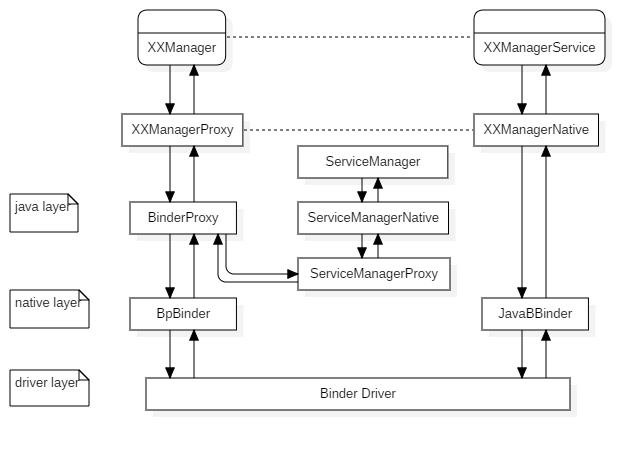 XXManager
XXManagerService
XXManagerProxy
XXManagerNative
ServiceManager
java layer
BinderProxy
ServiceManagerNative
ServiceManagerProxy
native layer
BpBinder
JavaBBinder
driver layer
Binder Driver